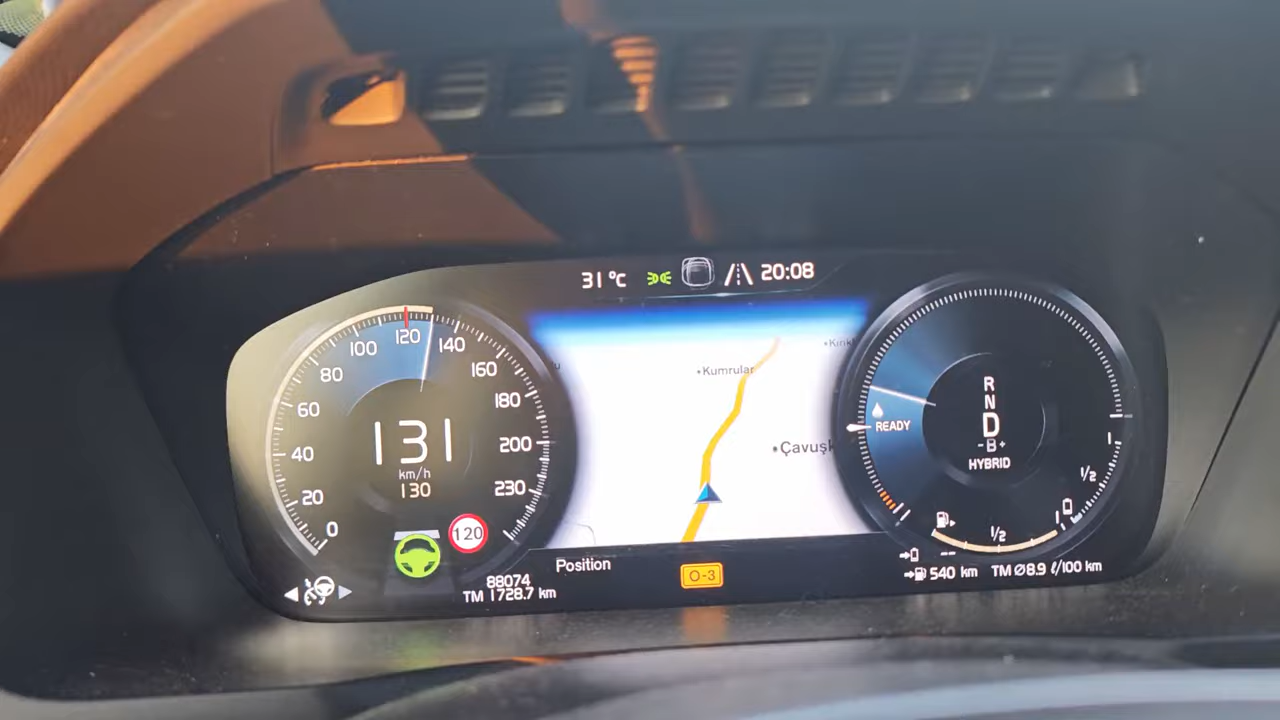 31 °C 20:08
0
20
40
60
80
100
120
140
160
180
200
230
131
km/h
130
120
88074
TM 1728.7 km
Kumrular
Position
O-3
READY
R
N
D
-B+
HYBRID
1
1/2
1/2
--
540 km
TM Ø8.9 ℓ/100 km